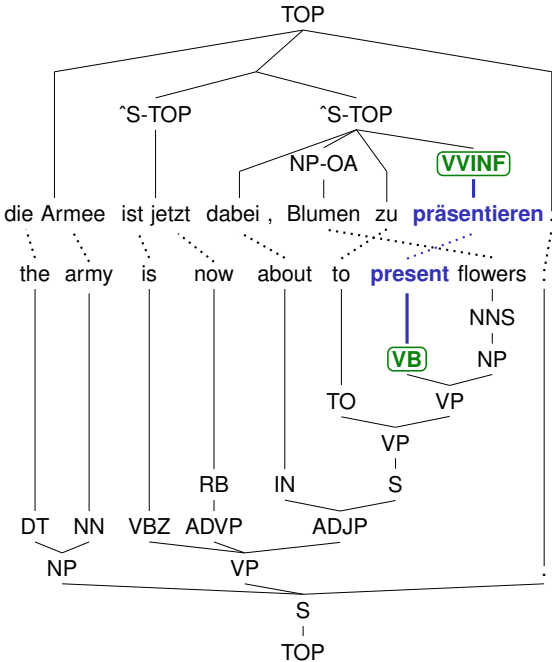 TOP
ˆS-TOP ˆS-TOP
NP-OA VVINF
die Armee ist jetzt dabei , Blumen zu präsentieren .
the army is now about to present flowers .
NNS
VB NP
TO VP
VP
RB IN S
DT NN VBZ ADVP ADJP
NP VP .
S
TOP